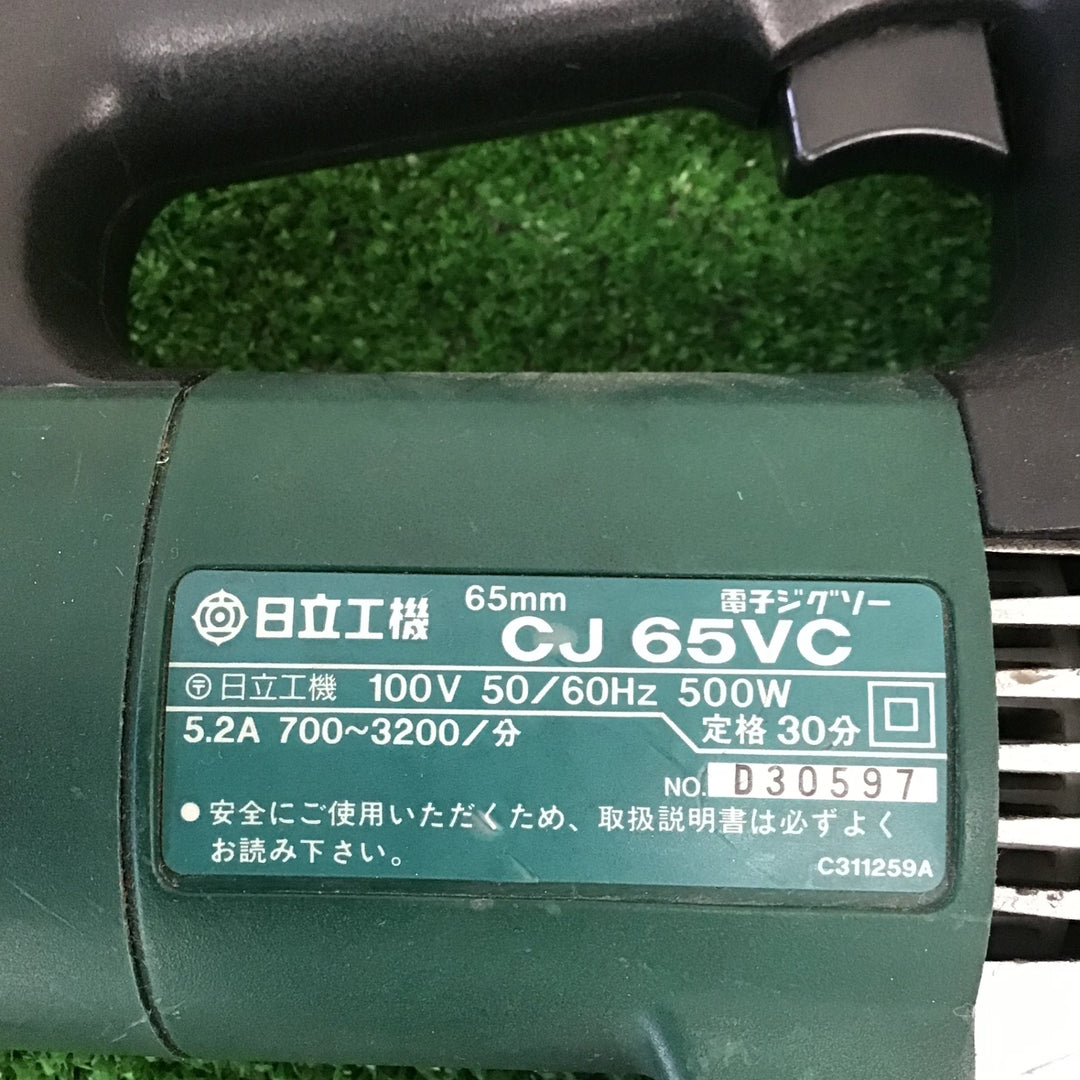 日立工機 65mm 電子ジグソー
CJ 65VC
〒 日立工機 100V 50/60Hz 500W
5.2A 700~3200/分 定格 30分
NO. D30597
●安全にご使用いただくため、取扱説明書は必ずよく
お読み下さい。
C311259A